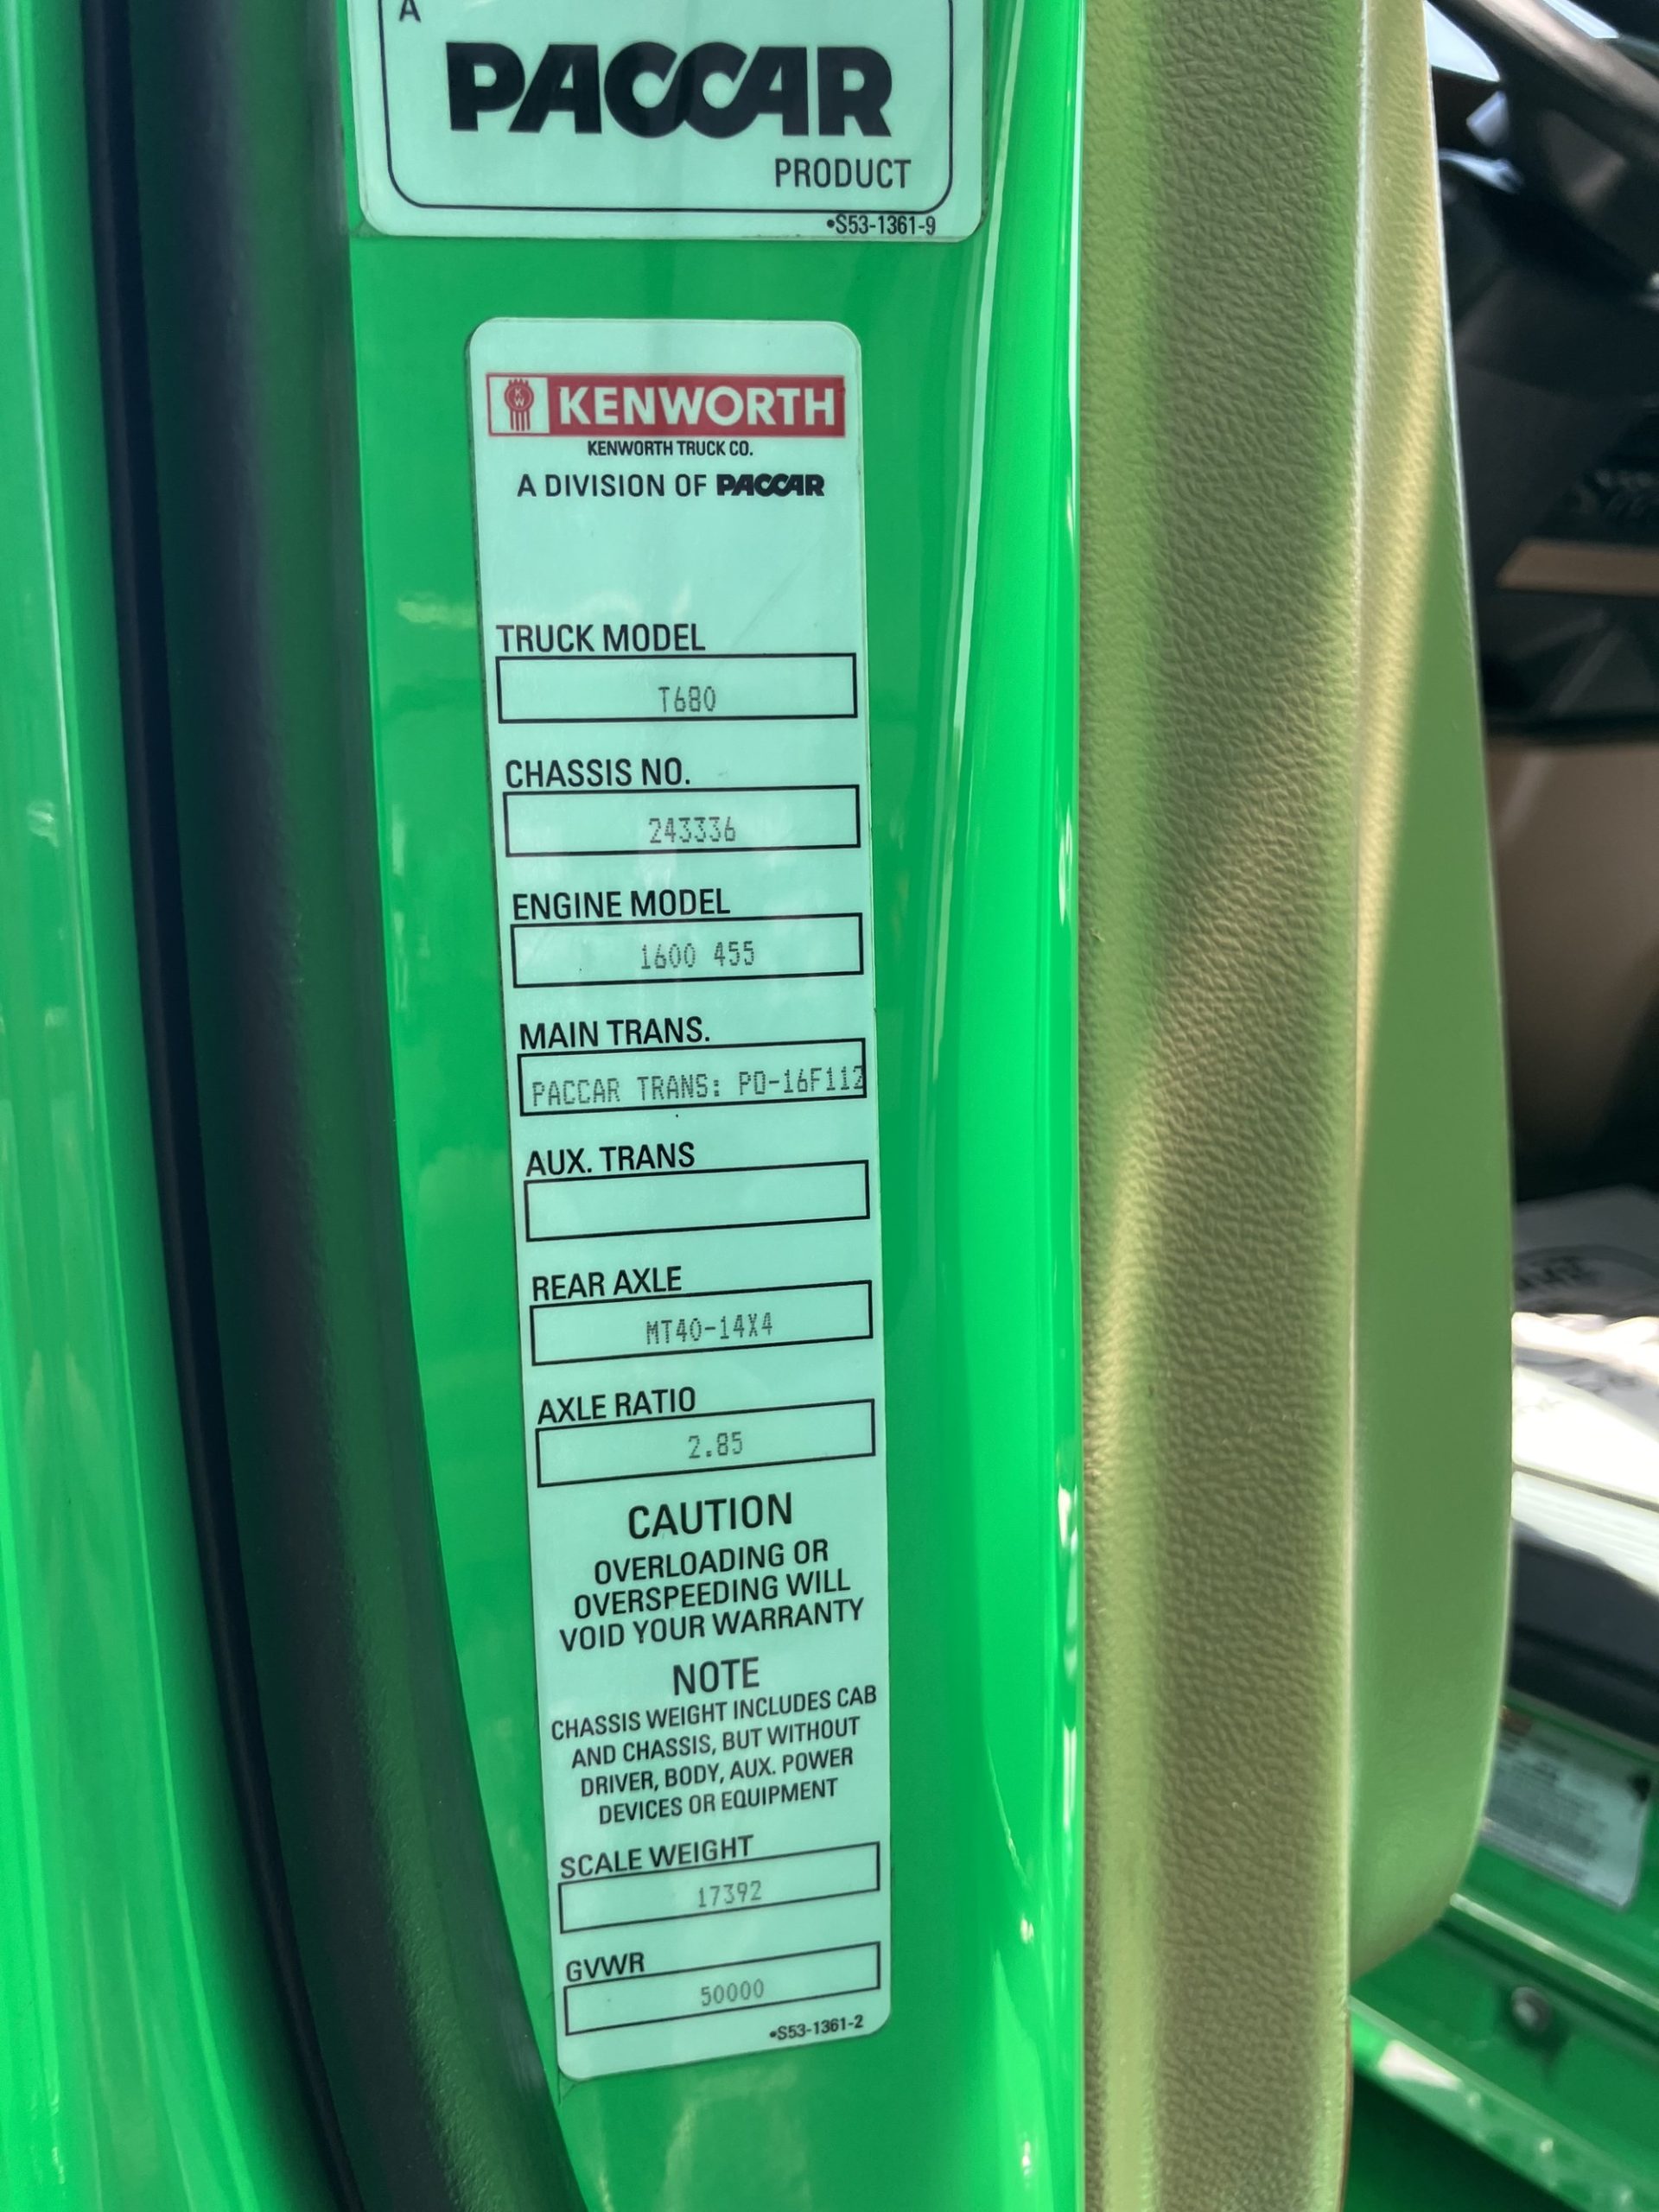 A
PACCAR
PRODUCT
•S53-1361-9
KW KENWORTH
KENWORTH TRUCK CO.
A DIVISION OF PACCAR
TRUCK MODEL
T680
CHASSIS NO.
243336
ENGINE MODEL
1600 455
MAIN TRANS.
PACCAR TRANS: PO-16F112
AUX. TRANS
REAR AXLE
MT40-14X4
AXLE RATIO
2.85
CAUTION
OVERLOADING OR
OVERSPEEDING WILL
VOID YOUR WARRANTY
NOTE
CHASSIS WEIGHT INCLUDES CAB
AND CHASSIS, BUT WITHOUT
DRIVER, BODY, AUX. POWER
DEVICES OR EQUIPMENT
SCALE WEIGHT
17392
GVWR
50000
•S53-1361-2